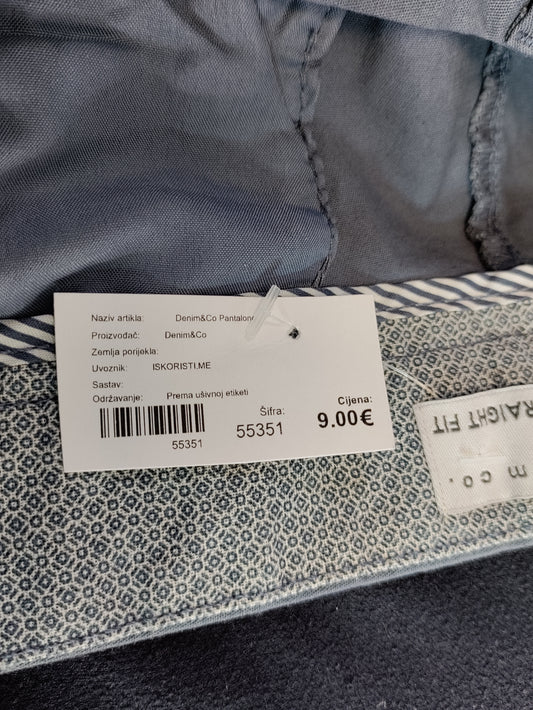 Naziv artikla: Denim&Co Pantalone
Proizvođač: Denim&Co
Zemlja porijekla:
Uvoznik: ISKORISTI.ME
Sastav:
Održavanje: Prema ušivnoj etiketi
55351
Šifra:
55351
Cijena:
9.00€
RAIGHT FIT
m co.